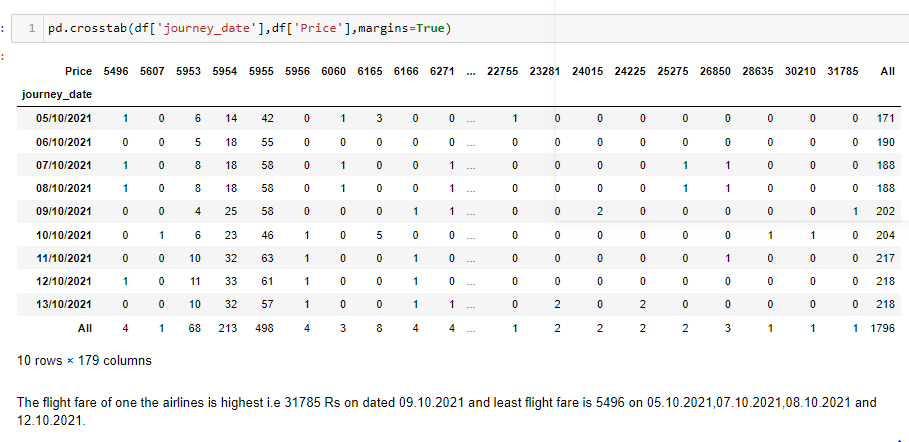 1 pd.crosstab(df['journey_date'],df['Price'],margins=True)
Price 5496 5607 5953 5954 5955 5956 6060 6165 6166 6271 ... 22755 23281 24015 24225 25275 26850 28635 30210 31785 All
journey_date
05/10/2021 1 0 6 14 42 0 1 3 0 0 ... 1 0 0 0 0 0 0 0 0 171
06/10/2021 0 0 5 18 55 0 0 0 0 0 ... 0 0 0 0 0 0 0 0 0 190
07/10/2021 1 0 8 18 58 0 1 0 0 1 ... 0 0 0 0 1 1 0 0 0 188
08/10/2021 1 0 8 18 58 0 1 0 0 1 ... 0 0 0 0 1 1 0 0 0 188
09/10/2021 0 0 4 25 58 0 0 0 1 1 ... 0 0 2 0 0 0 0 0 1 202
10/10/2021 0 1 6 23 46 1 0 5 0 0 ... 0 0 0 0 0 0 1 1 0 204
11/10/2021 0 0 10 32 63 1 0 0 1 0 ... 0 0 0 0 0 1 0 0 0 217
12/10/2021 1 0 11 33 61 1 0 0 1 0 ... 0 0 0 0 0 0 0 0 0 218
13/10/2021 0 0 10 32 57 1 0 0 1 1 ... 0 2 0 2 0 0 0 0 0 218
All 4 1 68 213 498 4 3 8 4 4 ... 1 2 2 2 2 3 1 1 1 1796
10 rows × 179 columns
The flight fare of one the airlines is highest i.e 31785 Rs on dated 09.10.2021 and least flight fare is 5496 on 05.10.2021,07.10.2021,08.10.2021 and
12.10.2021.